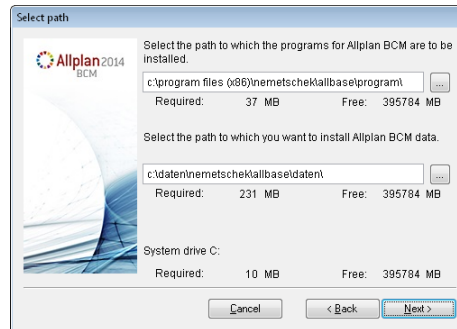 Select path
Allplan 2014
BCM
Select the path to which the programs for Allplan BCM are to be
installed.
c:\program files (x86)\nemetschek\allbase\program\
...
Required: 37 MB Free: 395784 MB
Select the path to which you want to install Allplan BCM data.
c:\daten\nemetschek\allbase\daten\
...
Required: 231 MB Free: 395784 MB
System drive C:
Required: 10 MB Free: 395784 MB
Cancel < Back Next >